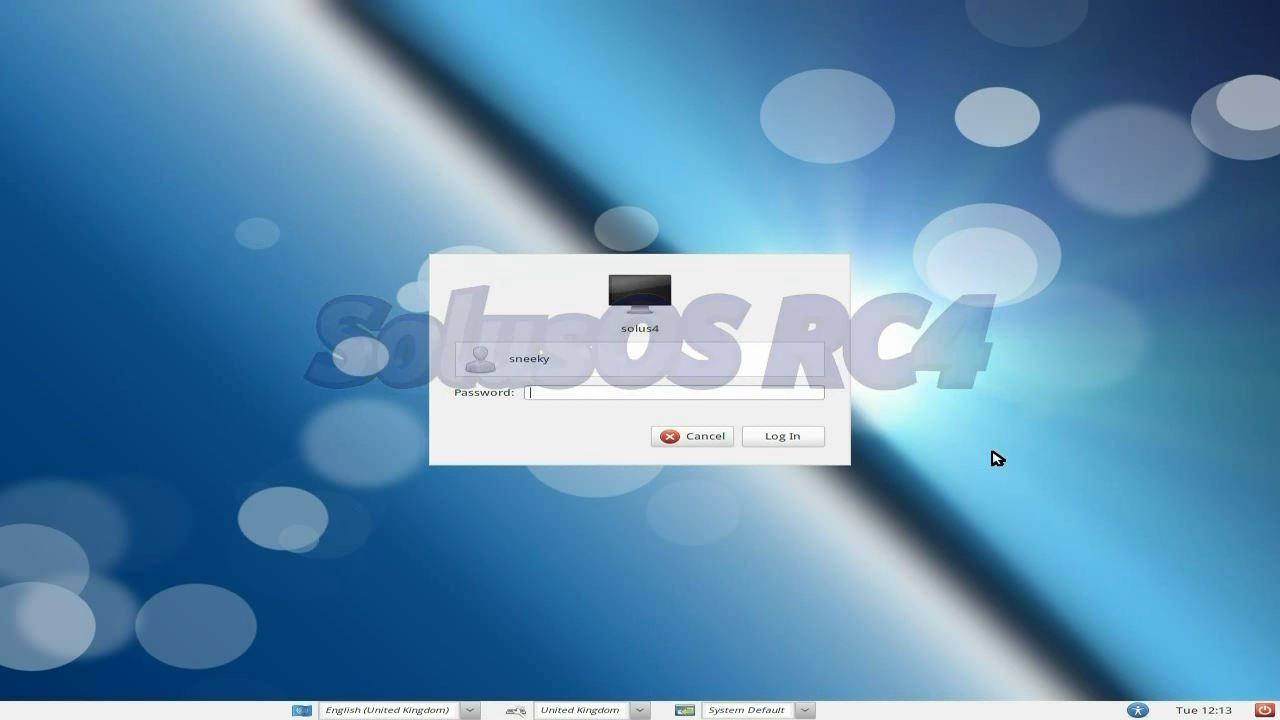 SolusOS RC4
solus4
sneeky
Password:
Cancel
Log In
English (United Kingdom)
United Kingdom
System Default
Tue 12:13